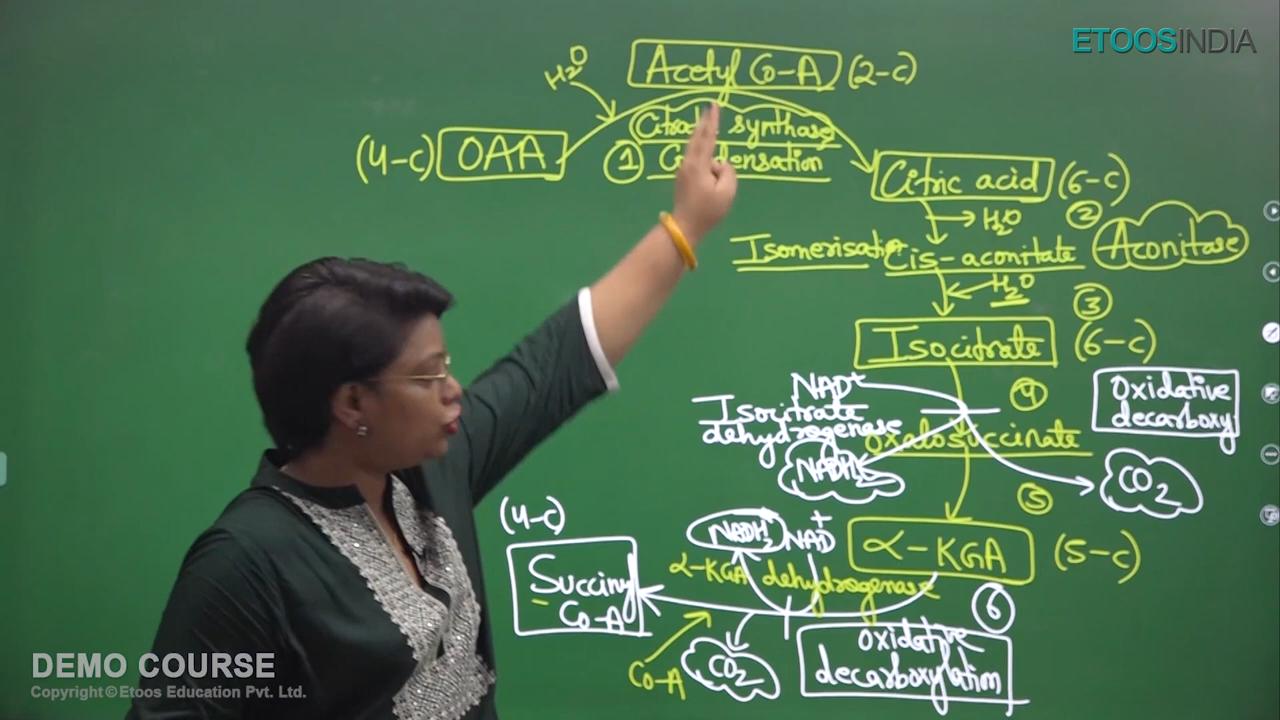 ETOOSINDIA
H2O
Acetyl Co-A (2-c)
Citrate synthase
(4-c) OAA
① Condensation
Citric acid (6-c)
H2O ②
Isomerisation Cis-aconitate Aconitase
H2O ③
Isocitrate (6-c)
NAD+ ④ Oxidative
decarboxy
Isocitrate
dehydrogenase
oxalosuccinate
NADH2
CO2
⑤
(4-c)
NADH2 NAD+
α-KGA (5-c)
α-KGA dehydrogenase
Succinyl
Co-A
⑥
CO2
Co-A
oxidative
decarboxylation
DEMO COURSE
Copyright © Etoos Education Pvt. Ltd.